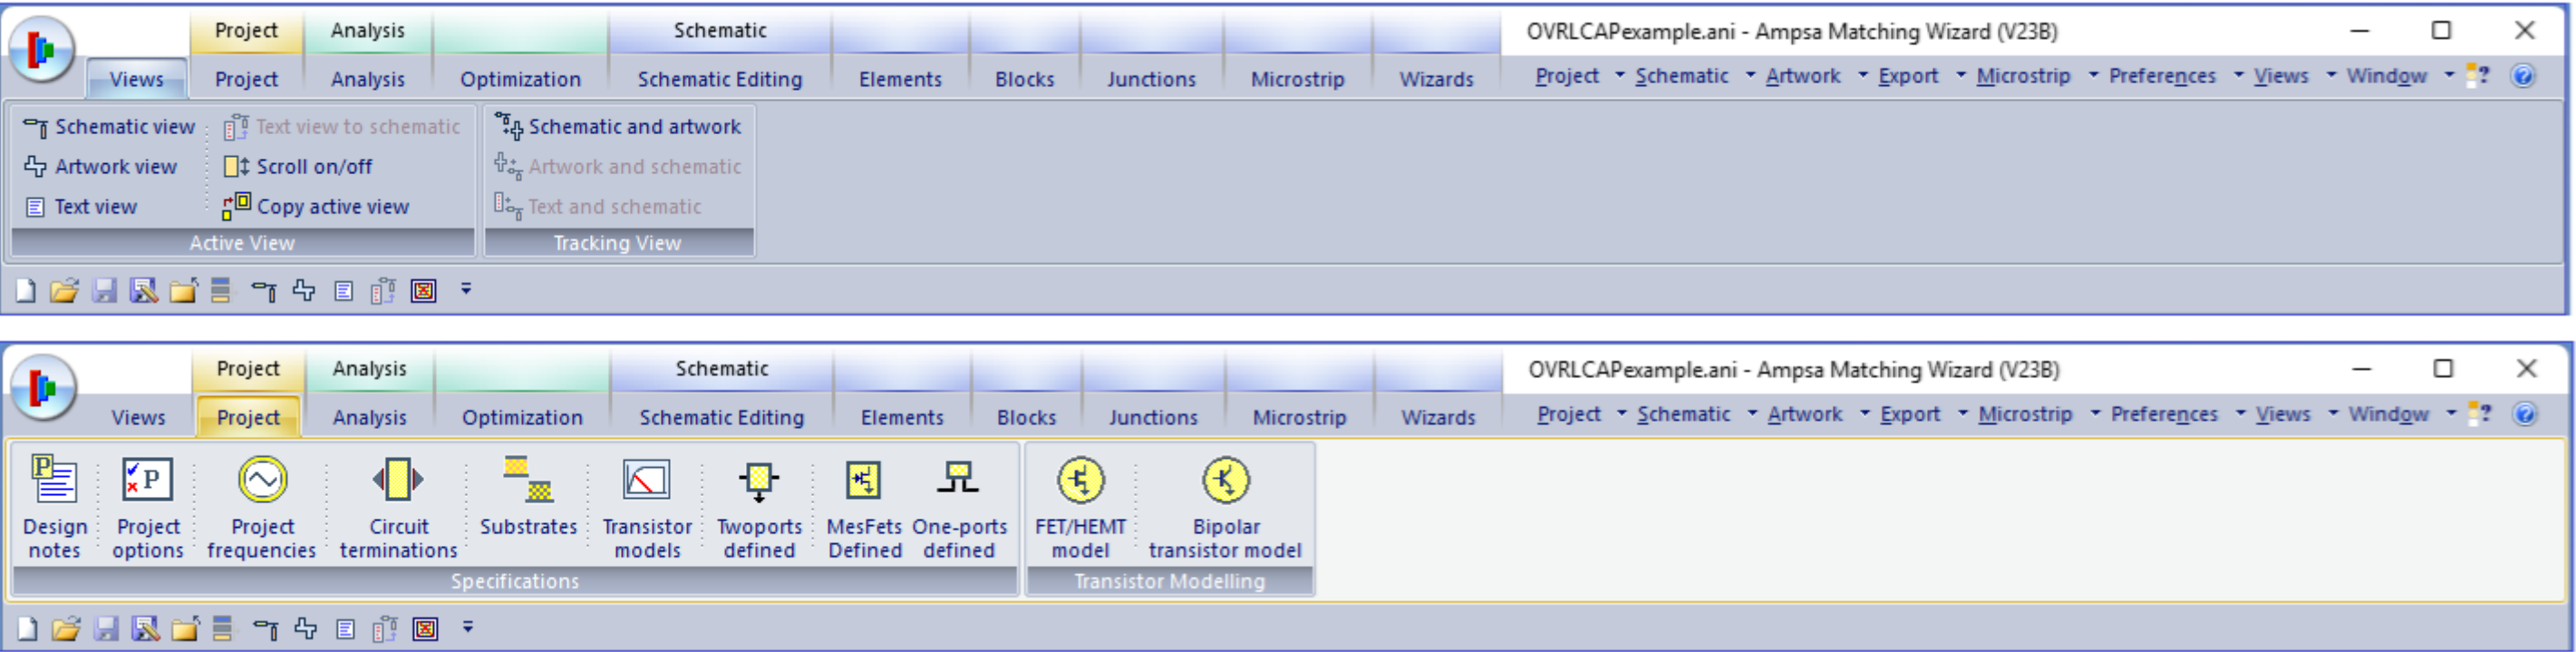 Project Analysis Schematic OVRLCAPexample.ani - Ampsa Matching Wizard (V23B)
Views Project Analysis Optimization Schematic Editing Elements Blocks Junctions Microstrip Wizards Project Schematic Artwork Export Microstrip Preferences Views Window ?
Schematic view Text view to schematic Schematic and artwork
Artwork view Scroll on/off Artwork and schematic
Text view Copy active view Text and schematic
Active View Tracking View
Project Analysis Schematic OVRLCAPexample.ani - Ampsa Matching Wizard (V23B)
Views Project Analysis Optimization Schematic Editing Elements Blocks Junctions Microstrip Wizards Project Schematic Artwork Export Microstrip Preferences Views Window ?
P P
Design Project Project Circuit Substrates Transistor Twoports MesFets One-ports FET/HEMT Bipolar
notes options frequencies terminations models defined Defined defined model transistor model
Specifications Transistor Modelling